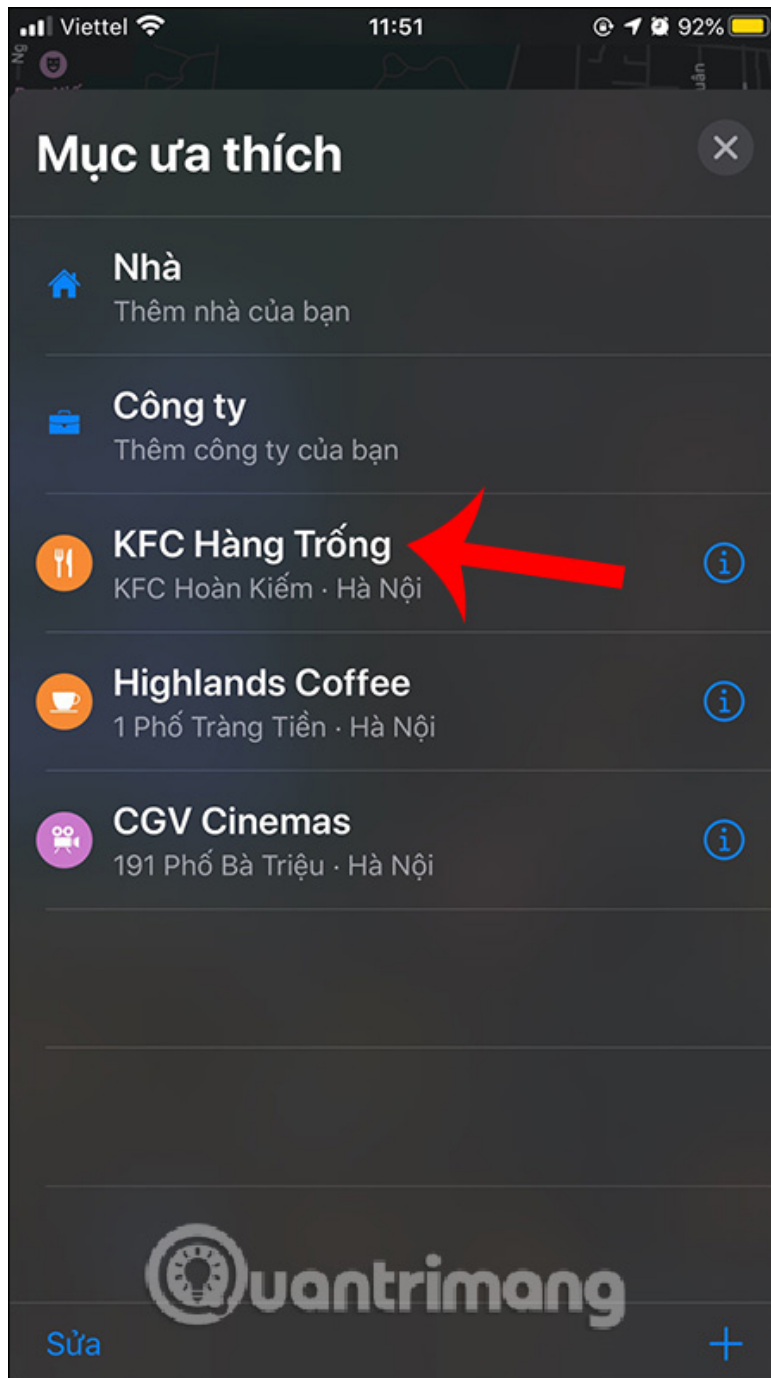 Viettel 11:51 92%
Mục ưa thích
Nhà
Thêm nhà của bạn
Công ty
Thêm công ty của bạn
KFC Hàng Trống
KFC Hoàn Kiếm · Hà Nội
Highlands Coffee
1 Phố Tràng Tiền · Hà Nội
CGV Cinemas
191 Phố Bà Triệu · Hà Nội
Quantrimang
Sửa